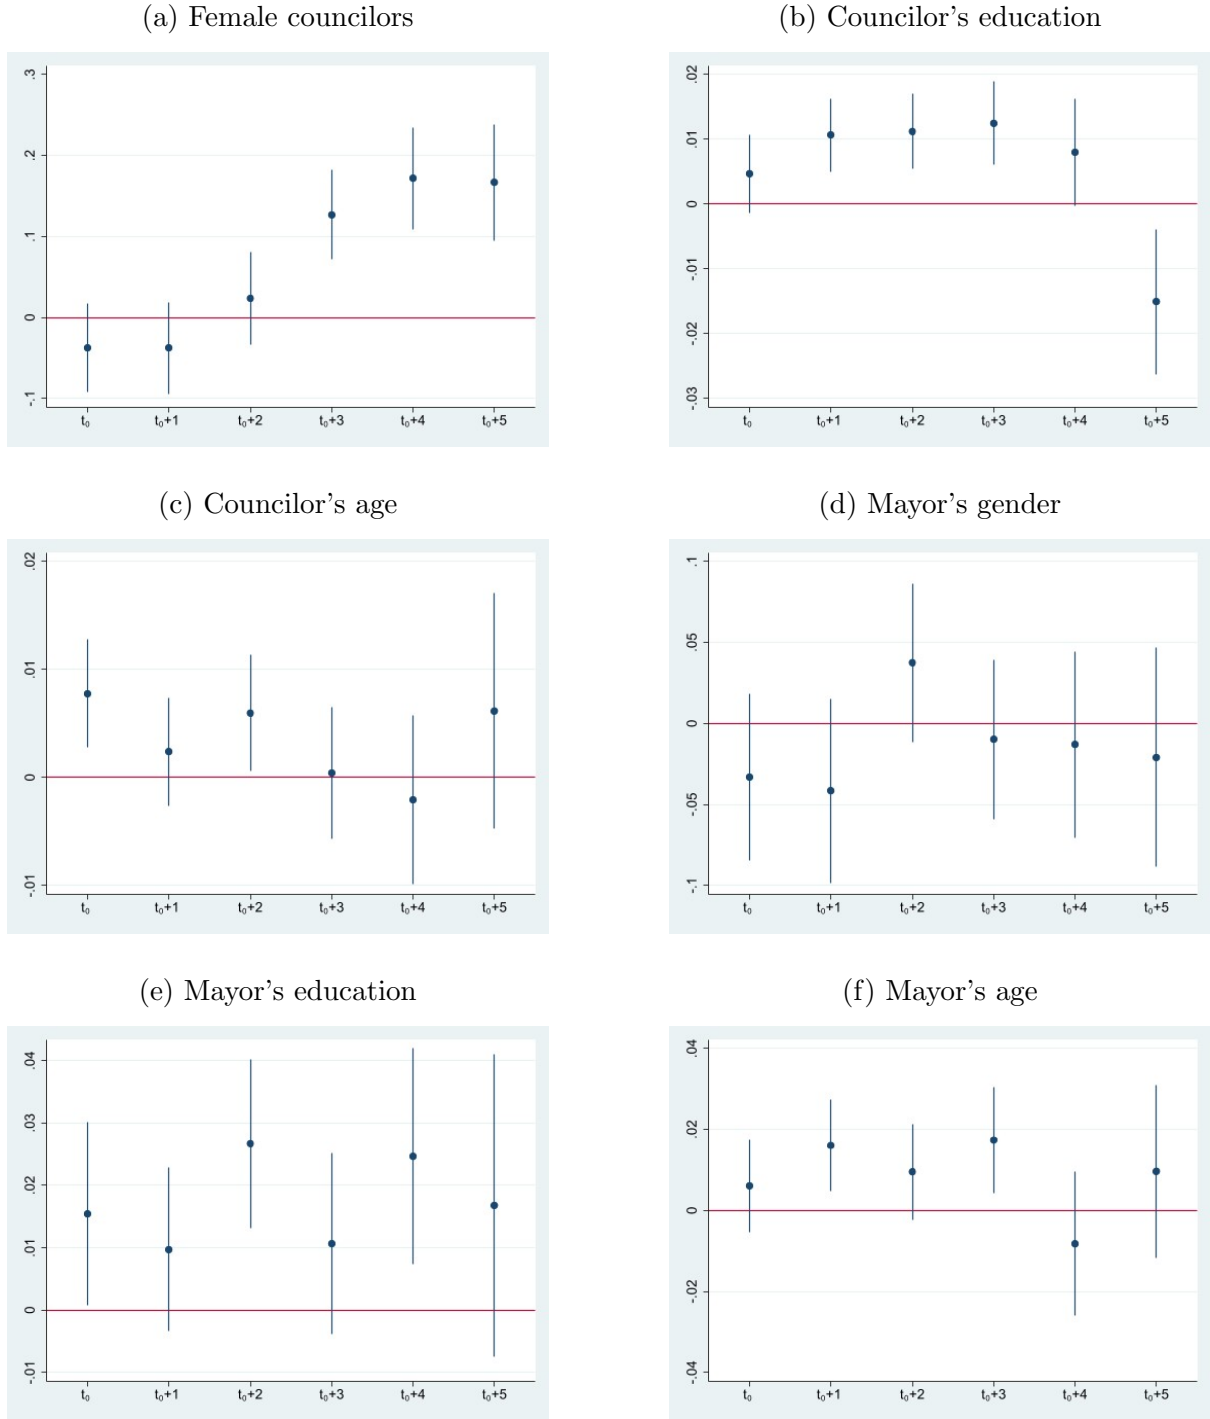 (a) Female councilors
.3
.2
.1
0
-.1
t₀ t₀+1 t₀+2 t₀+3 t₀+4 t₀+5
(b) Councilor's education
.02
.01
0
-.01
-.02
-.03
t₀ t₀+1 t₀+2 t₀+3 t₀+4 t₀+5
(c) Councilor's age
.02
.01
0
-.01
t₀ t₀+1 t₀+2 t₀+3 t₀+4 t₀+5
(d) Mayor's gender
.1
.05
0
-.05
-.1
t₀ t₀+1 t₀+2 t₀+3 t₀+4 t₀+5
(e) Mayor's education
.04
.03
.02
.01
0
-.01
t₀ t₀+1 t₀+2 t₀+3 t₀+4 t₀+5
(f) Mayor's age
.04
.02
0
-.02
-.04
t₀ t₀+1 t₀+2 t₀+3 t₀+4 t₀+5